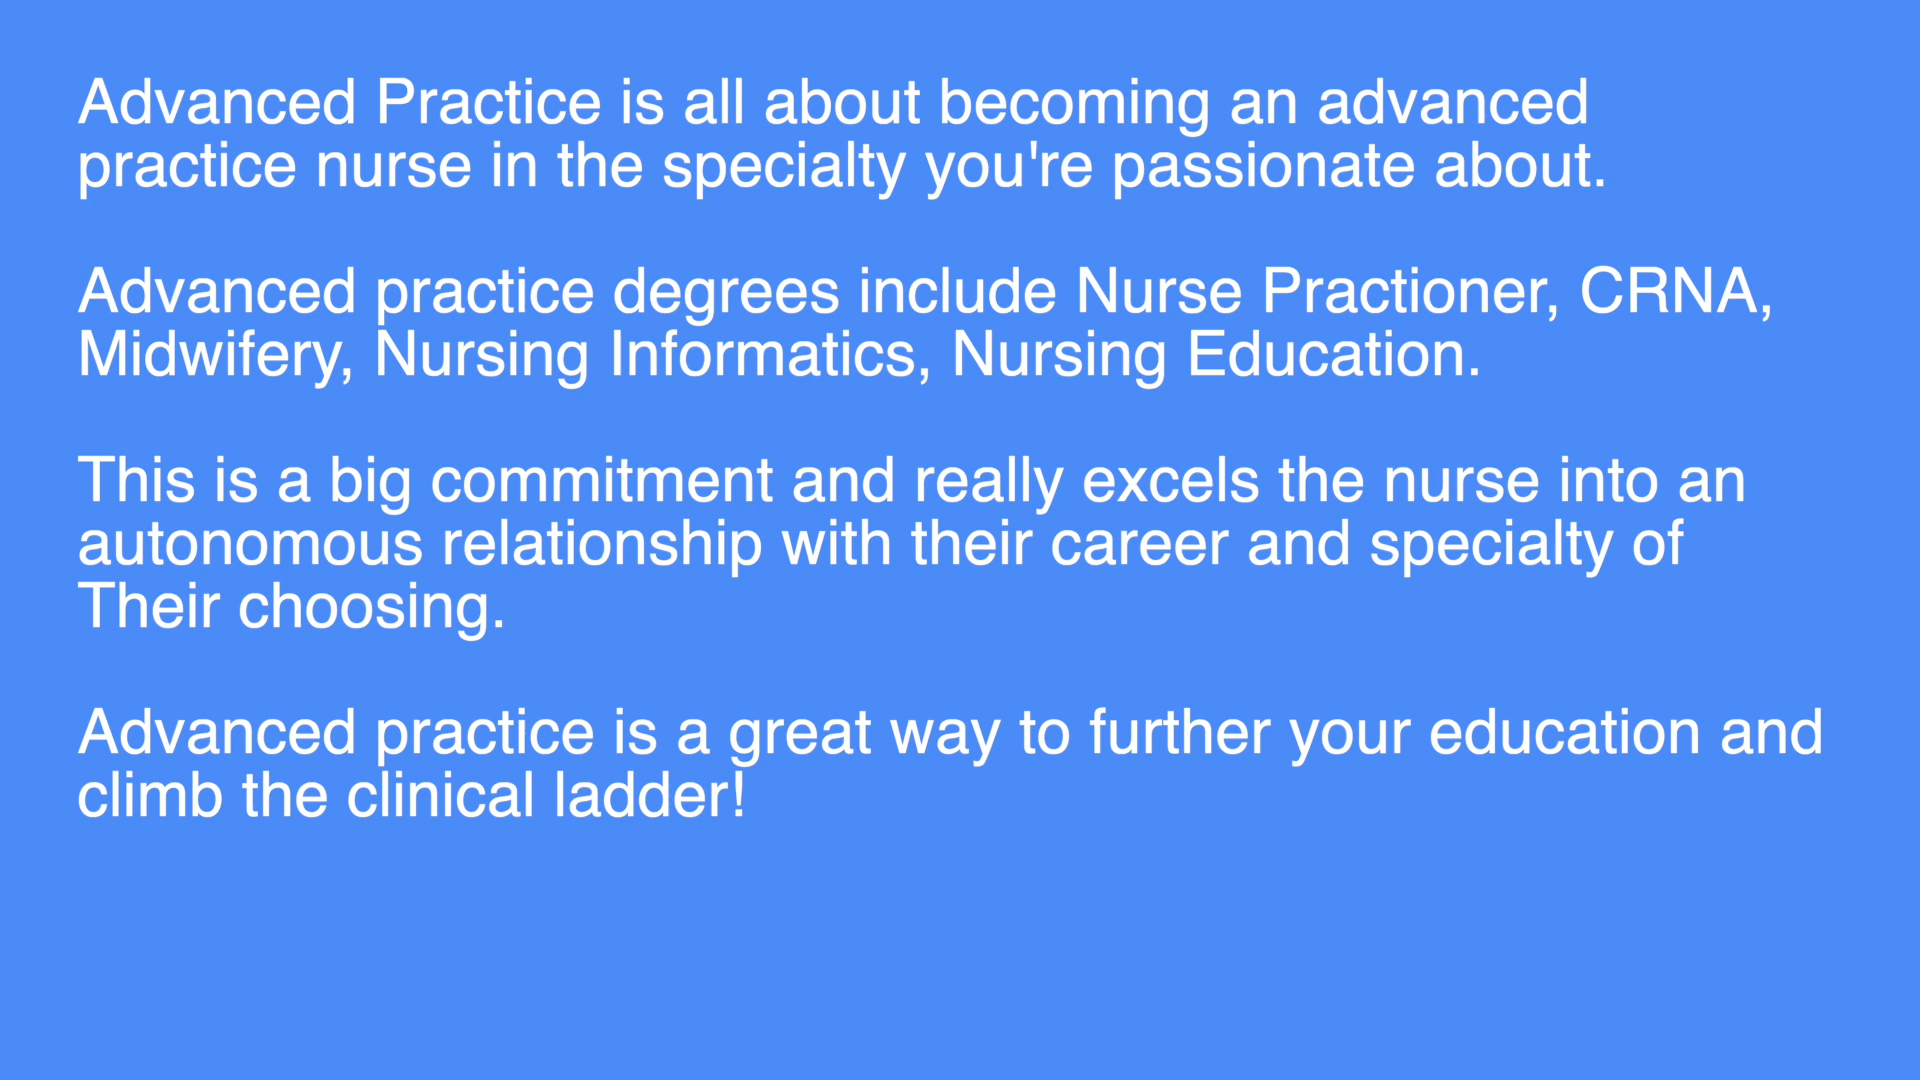 Advanced Practice is all about becoming an advanced
practice nurse in the specialty you're passionate about.
Advanced practice degrees include Nurse Practioner, CRNA,
Midwifery, Nursing Informatics, Nursing Education.
This is a big commitment and really excels the nurse into an
autonomous relationship with their career and specialty of
Their choosing.
Advanced practice is a great way to further your education and
climb the clinical ladder!